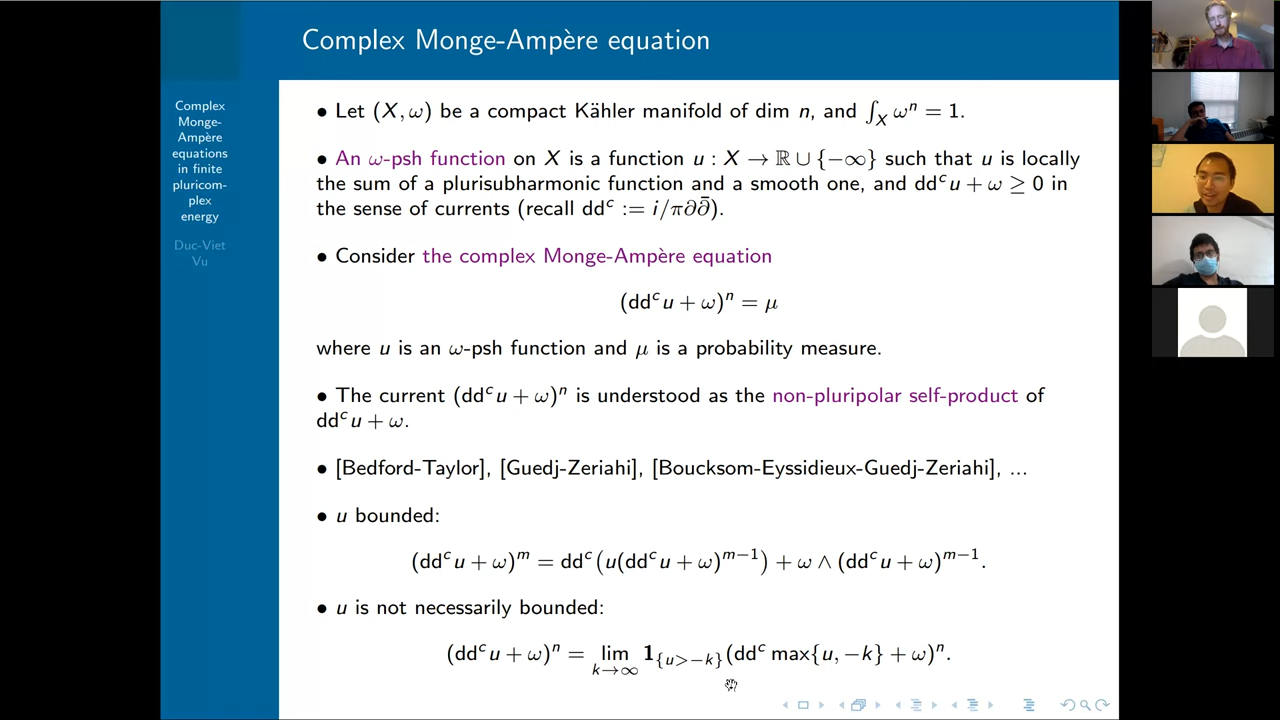 Complex Monge-Ampère equation
Complex
Monge-
Ampère
equations
in finite
pluricom-
plex
energy
Duc-Viet
Vu
• Let (X, ω) be a compact Kähler manifold of dim n, and ∫_X ω^n = 1.
• An ω-psh function on X is a function u : X → ℝ ∪ {−∞} such that u is locally
the sum of a plurisubharmonic function and a smooth one, and dd^c u + ω ≥ 0 in
the sense of currents (recall dd^c := i/π∂∂̄).
• Consider the complex Monge-Ampère equation
(dd^c u + ω)^n = μ
where u is an ω-psh function and μ is a probability measure.
• The current (dd^c u + ω)^n is understood as the non-pluripolar self-product of
dd^c u + ω.
• [Bedford-Taylor], [Guedj-Zeriahi], [Boucksom-Eyssidieux-Guedj-Zeriahi], ...
• u bounded:
(dd^c u + ω)^m = dd^c (u(dd^c u + ω)^{m−1}) + ω ∧ (dd^c u + ω)^{m−1}.
• u is not necessarily bounded:
(dd^c u + ω)^n = lim_{k→∞} 1_{{u>−k}}(dd^c max{u, −k} + ω)^n.